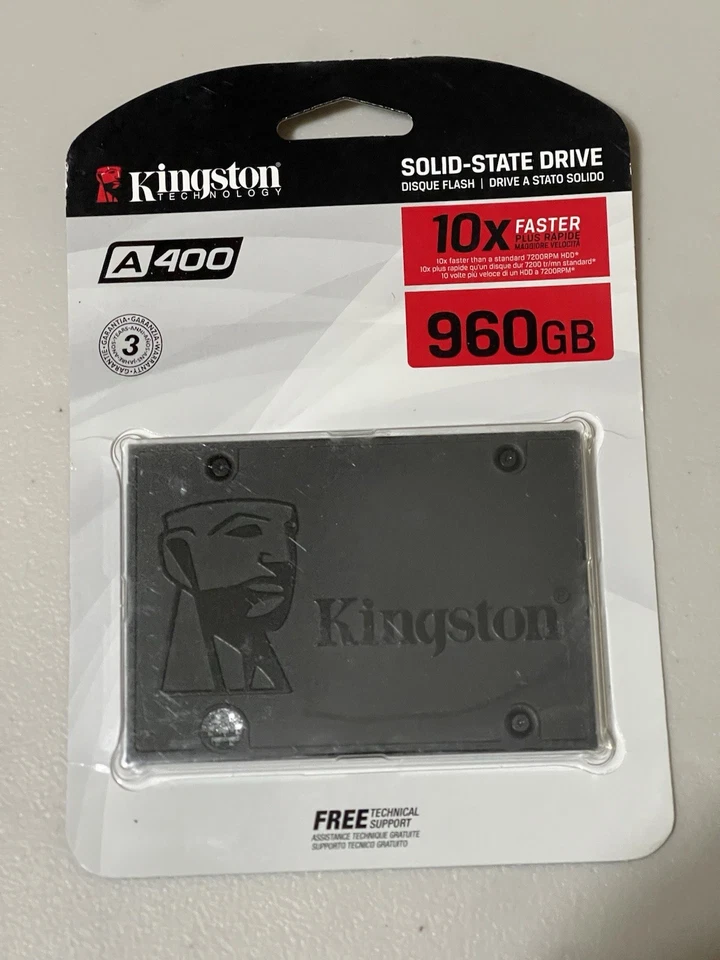 Kingston
TECHNOLOGY
SOLID-STATE DRIVE
DISQUE FLASH | DRIVE A STATO SOLIDO
A400
10x FASTER
PLUS RAPIDE
MAGGIORE VELOCITÀ
10x faster than a standard 7200RPM HDD*
10x plus rapide qu'un disque dur 7200 tr/mn standard*
10 volte più veloce di un HDD a 7200RPM*
3
960GB
Kingston®
FREE TECHNICAL
SUPPORT
ASSISTANCE TECHNIQUE GRATUITE
SUPPORTO TECNICO GRATUITO